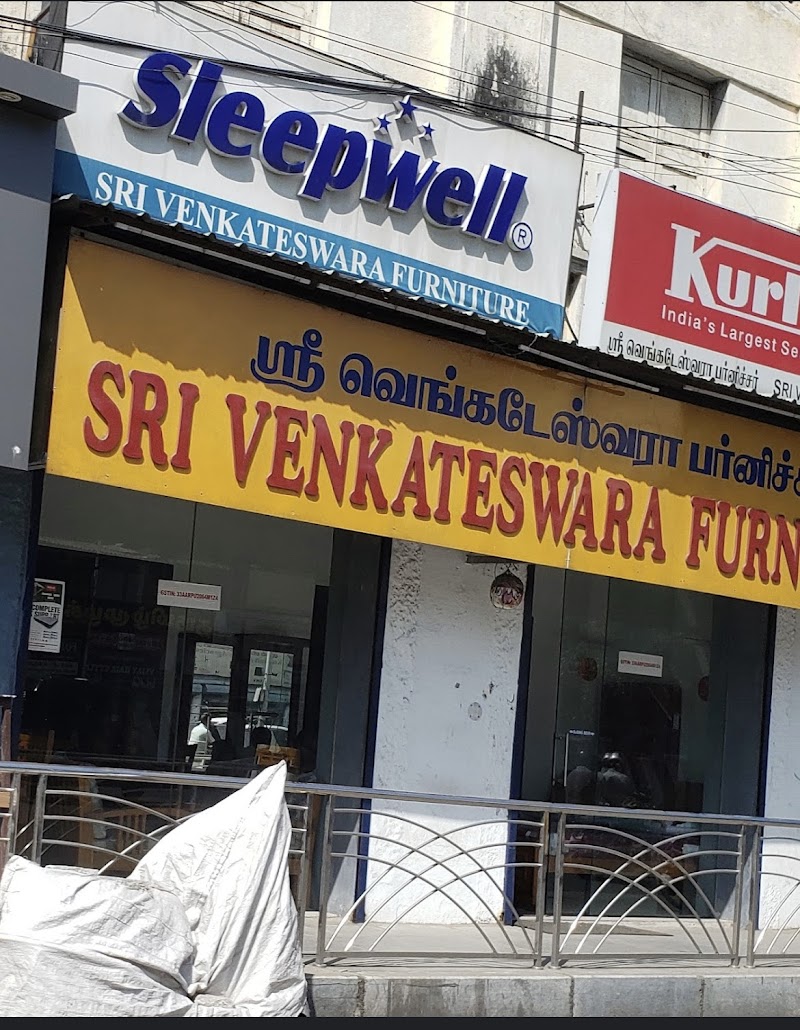 Sleepwell®
SRI VENKATESWARA FURNITURE
Kurl
India's Largest Se
ஸ்ரீ வெங்கடேஸ்வரா பர்னிச்சர் SRI V
ஸ்ரீ வெங்கடேஸ்வரா பர்னிச்ச
SRI VENKATESWARA FURN
COMPLETE